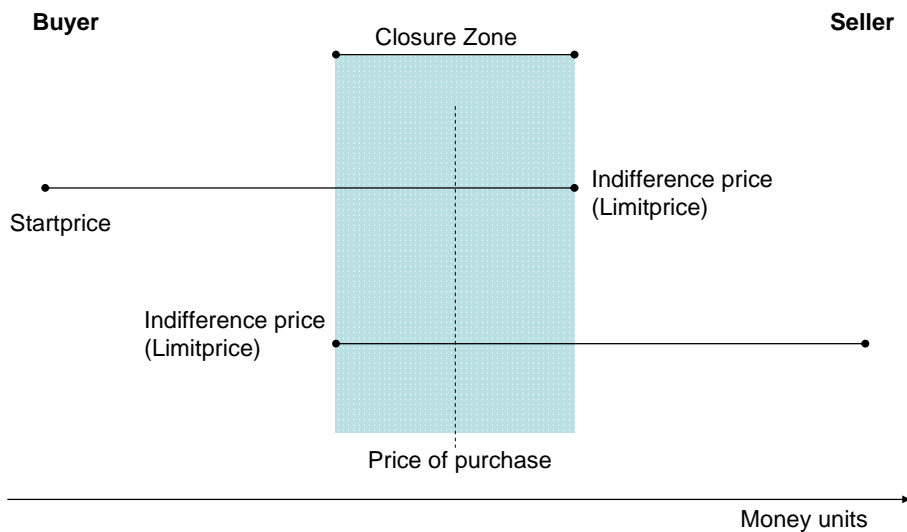 Buyer
Seller
Closure Zone
Indifference price
(Limitprice)
Startprice
Indifference price
(Limitprice)
Price of purchase
Money units